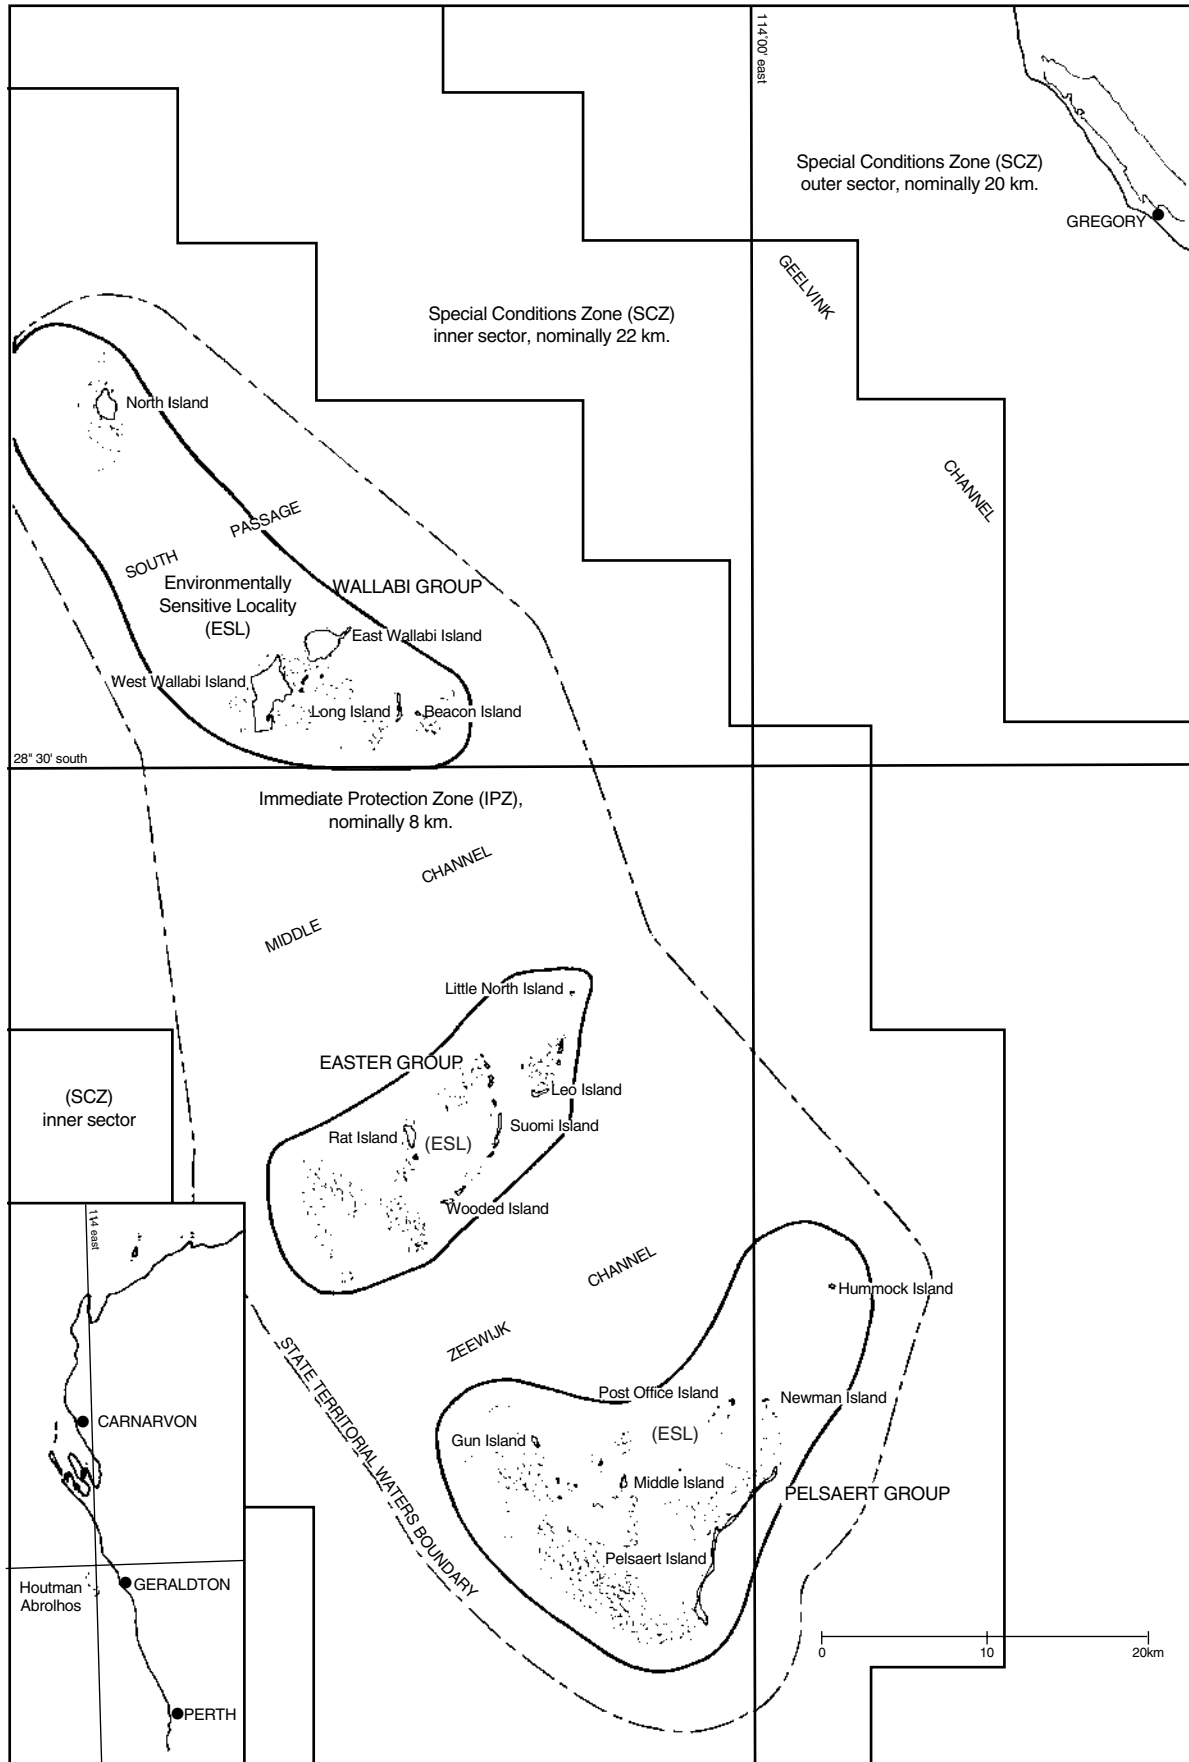 114°00' east
Special Conditions Zone (SCZ)
outer sector, nominally 20 km.
GREGORY
GEELVINK
CHANNEL
Special Conditions Zone (SCZ)
inner sector, nominally 22 km.
North Island
SOUTH
PASSAGE
Environmentally
Sensitive Locality
(ESL)
WALLABI GROUP
East Wallabi Island
West Wallabi Island
Long Island
Beacon Island
28" 30' south
Immediate Protection Zone (IPZ),
nominally 8 km.
MIDDLE
CHANNEL
Little North Island
EASTER GROUP
Leo Island
Suomi Island
Rat Island
(ESL)
Wooded Island
(SCZ)
inner sector
ZEEWIJK
CHANNEL
Hummock Island
Post Office Island
Newman Island
(ESL)
Gun Island
Middle Island
PELSAERT GROUP
Pelsaert Island
STATE TERRITORIAL WATERS BOUNDARY
114 east
CARNARVON
GERALDTON
Houtman
Abrolhos
PERTH
0
10
20km